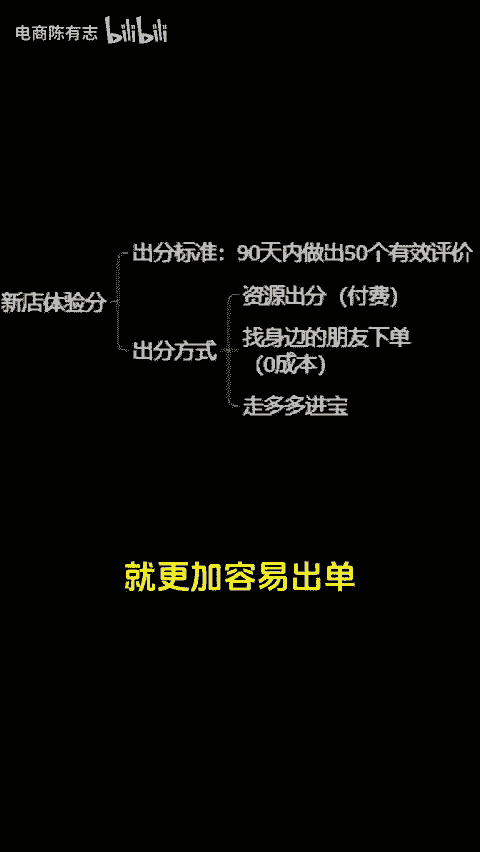 电商陈有志 bilibili
出分标准：90天内做出50个有效评价
新店体验分
资源出分（付费）
出分方式
找身边的朋友下单
（0成本）
走多多进宝
就更加容易出单